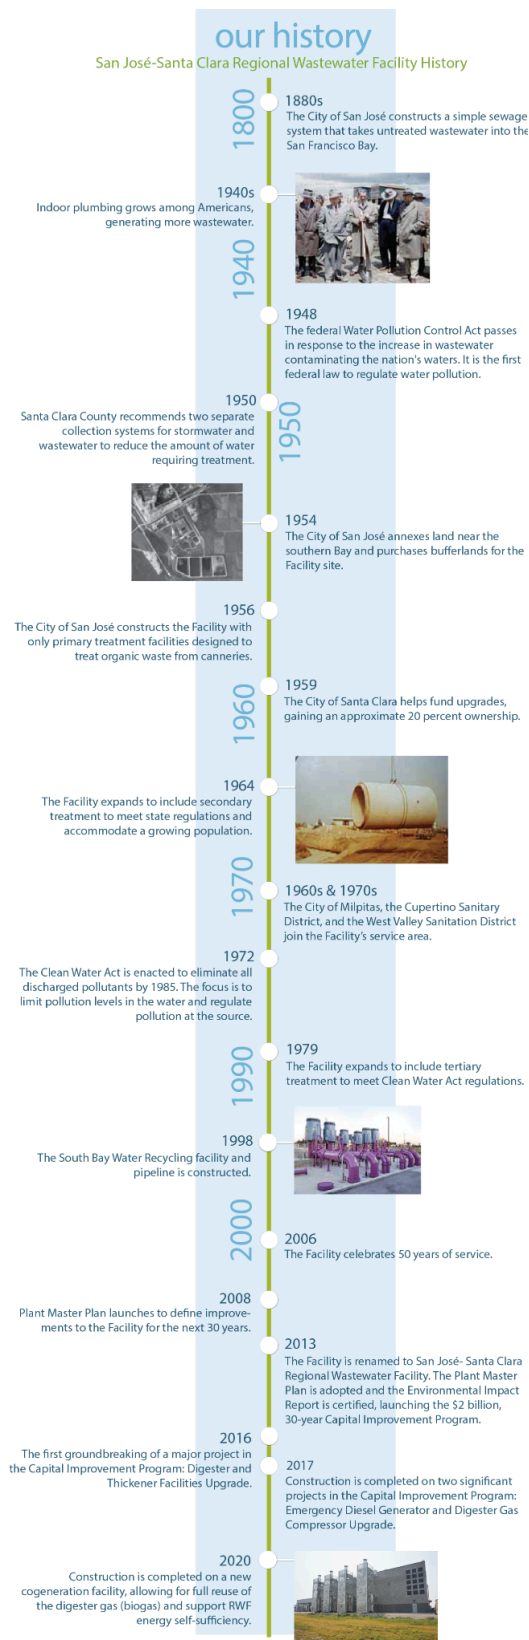 our history
San José-Santa Clara Regional Wastewater Facility History
1800
1880s
The City of San José constructs a simple sewage
system that takes untreated wastewater into the
San Francisco Bay.
1940s
Indoor plumbing grows among Americans,
generating more wastewater.
1940
1948
The federal Water Pollution Control Act passes
in response to the increase in wastewater
contaminating the nation's waters. It is the first
federal law to regulate water pollution.
1950
Santa Clara County recommends two separate
collection systems for stormwater and
wastewater to reduce the amount of water
requiring treatment.
1950
1954
The City of San José annexes land near the
southern Bay and purchases bufferlands for the
Facility site.
1956
The City of San José constructs the Facility with
only primary treatment facilities designed to
treat organic waste from canneries.
1959
The City of Santa Clara helps fund upgrades,
gaining an approximate 20 percent ownership.
1960
1964
The Facility expands to include secondary
treatment to meet state regulations and
accommodate a growing population.
1970
1960s & 1970s
The City of Milpitas, the Cupertino Sanitary
District, and the West Valley Sanitation District
join the Facility's service area.
1972
The Clean Water Act is enacted to eliminate all
discharged pollutants by 1985. The focus is to
limit pollution levels in the water and regulate
pollution at the source.
1979
The Facility expands to include tertiary
treatment to meet Clean Water Act regulations.
1990
1998
The South Bay Water Recycling facility and
pipeline is constructed.
2000
2006
The Facility celebrates 50 years of service.
2008
Plant Master Plan launches to define improve-
ments to the Facility for the next 30 years.
2013
The Facility is renamed to San José- Santa Clara
Regional Wastewater Facility. The Plant Master
Plan is adopted and the Environmental Impact
Report is certified, launching the $2 billion,
30-year Capital Improvement Program.
2016
The first groundbreaking of a major project in
the Capital Improvement Program: Digester and
Thickener Facilities Upgrade.
2017
Construction is completed on two significant
projects in the Capital Improvement Program:
Emergency Diesel Generator and Digester Gas
Compressor Upgrade.
2020
Construction is completed on a new
cogeneration facility, allowing for full reuse of
the digester gas (biogas) and support RWF
energy self-sufficiency.